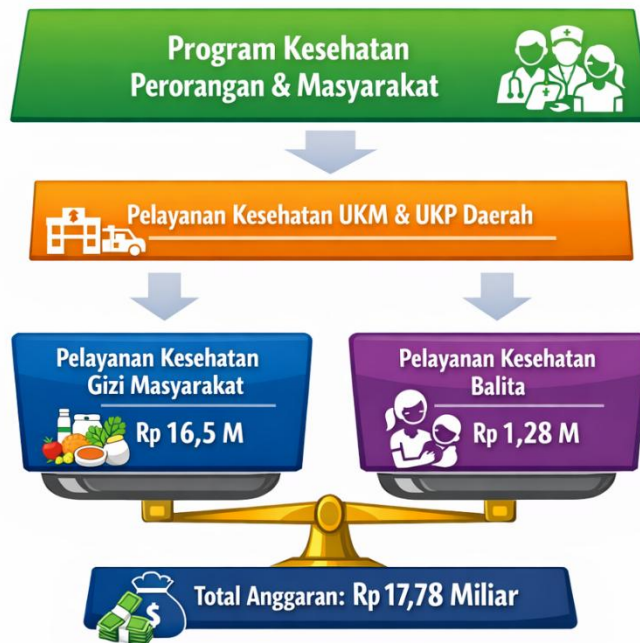 Program Kesehatan
Perorangan & Masyarakat
Pelayanan Kesehatan UKM & UKP Daerah
Pelayanan Kesehatan
Gizi Masyarakat
Rp 16,5 M
Pelayanan Kesehatan
Balita
Rp 1,28 M
$
Total Anggaran: Rp 17,78 Miliar